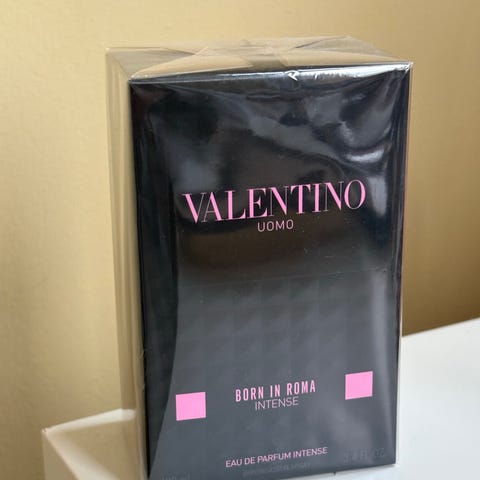 VALENTINO
UOMO
BORN IN ROMA
INTENSE
EAU DE PARFUM INTENSE